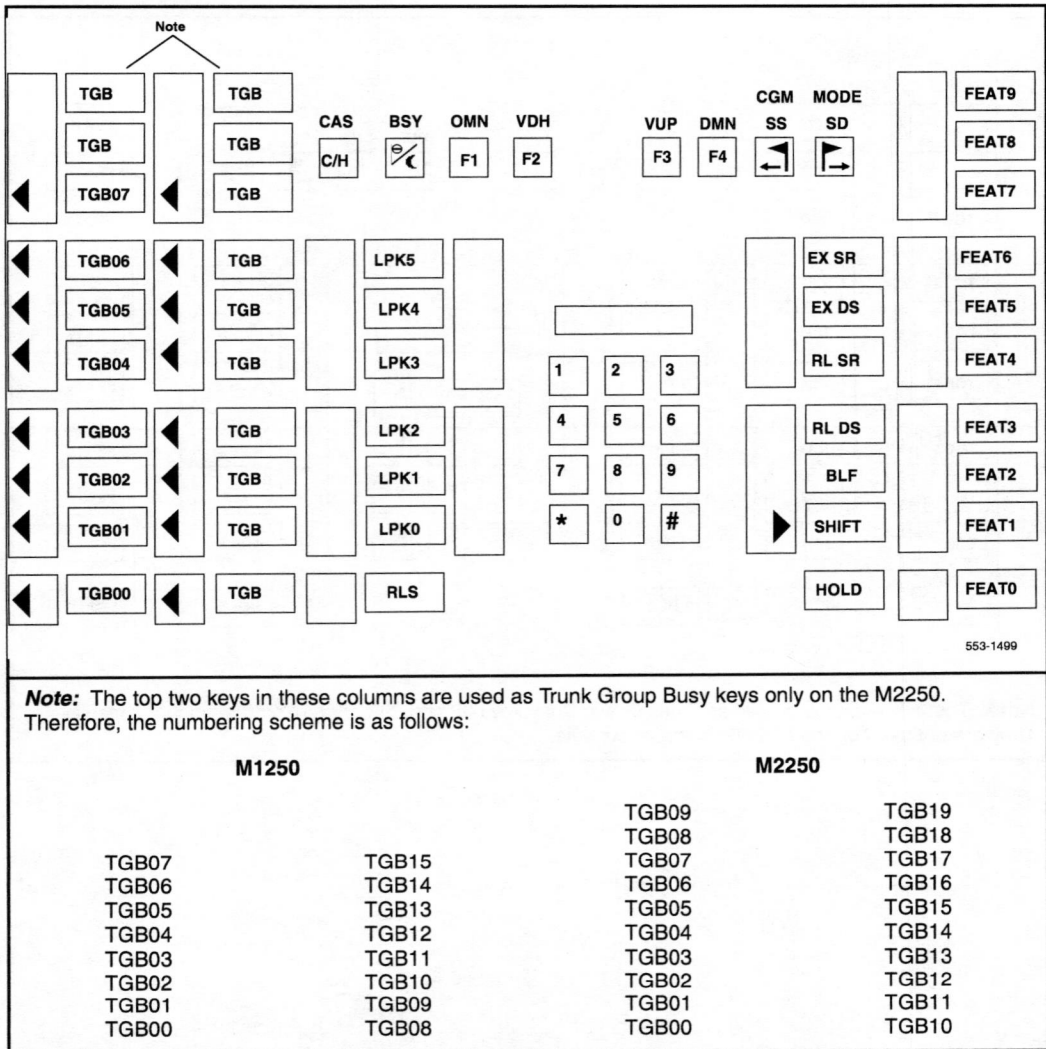 Note
TGB TGB FEAT9
CGM MODE
CAS BSY OMN VDH VUP DMN SS SD
TGB TGB FEAT8
C/H F1 F2 F3 F4
TGB07 TGB FEAT7
TGB06 TGB LPK5 EX SR FEAT6
TGB05 TGB LPK4 EX DS FEAT5
TGB04 TGB LPK3 RL SR FEAT4
1 2 3
TGB03 TGB LPK2 4 5 6 RL DS FEAT3
TGB02 TGB LPK1 7 8 9 BLF FEAT2
TGB01 TGB LPK0 * 0 # SHIFT FEAT1
TGB00 TGB RLS HOLD FEAT0
553-1499
Note: The top two keys in these columns are used as Trunk Group Busy keys only on the M2250.
Therefore, the numbering scheme is as follows:
M1250 M2250
TGB09 TGB19
TGB08 TGB18
TGB07 TGB15 TGB07 TGB17
TGB06 TGB14 TGB06 TGB16
TGB05 TGB13 TGB05 TGB15
TGB04 TGB12 TGB04 TGB14
TGB03 TGB11 TGB03 TGB13
TGB02 TGB10 TGB02 TGB12
TGB01 TGB09 TGB01 TGB11
TGB00 TGB08 TGB00 TGB10